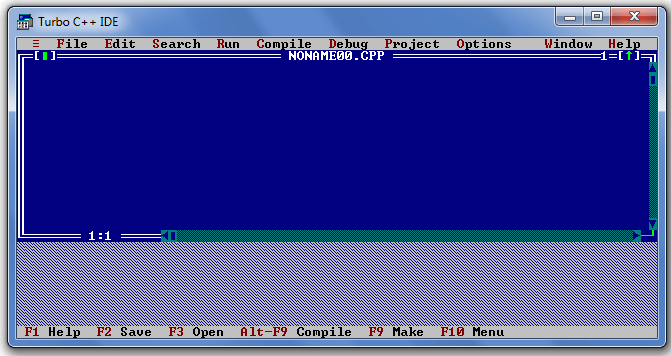 Turbo C++ IDE
≡ File Edit Search Run Compile Debug Project Options Window Help
[■] NONAME00.CPP 1=[↑]
1:1
F1 Help F2 Save F3 Open Alt-F9 Compile F9 Make F10 Menu